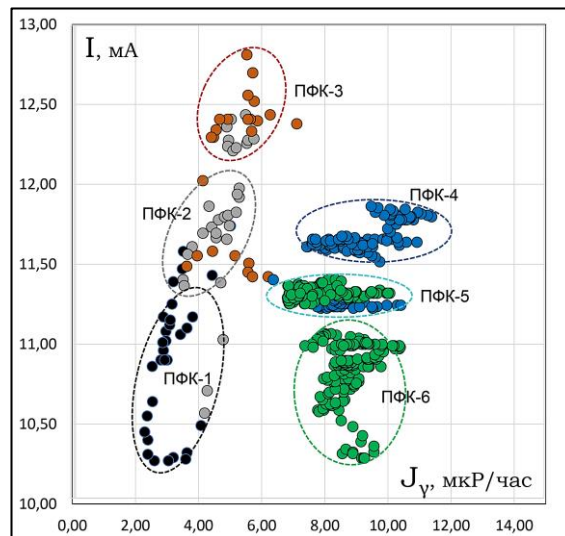 13,00
I, мА
12,50
ПФК-3
12,00
ПФК-2
ПФК-4
11,50
ПФК-5
11,00
ПФК-1
ПФК-6
10,50
Jγ, мкР/час
10,00
0,00 2,00 4,00 6,00 8,00 10,00 12,00 14,00